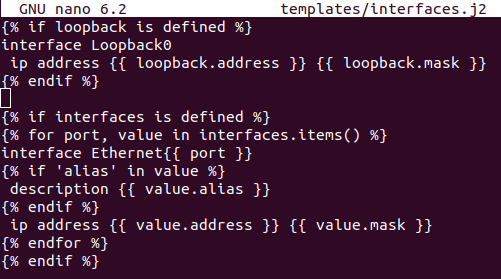 GNU nano 6.2 templates/interfaces.j2
{% if loopback is defined %}
interface Loopback0
 ip address {{ loopback.address }} {{ loopback.mask }}
{% endif %}

{% if interfaces is defined %}
{% for port, value in interfaces.items() %}
interface Ethernet{{ port }}
{% if 'alias' in value %}
 description {{ value.alias }}
{% endif %}
 ip address {{ value.address }} {{ value.mask }}
{% endfor %}
{% endif %}